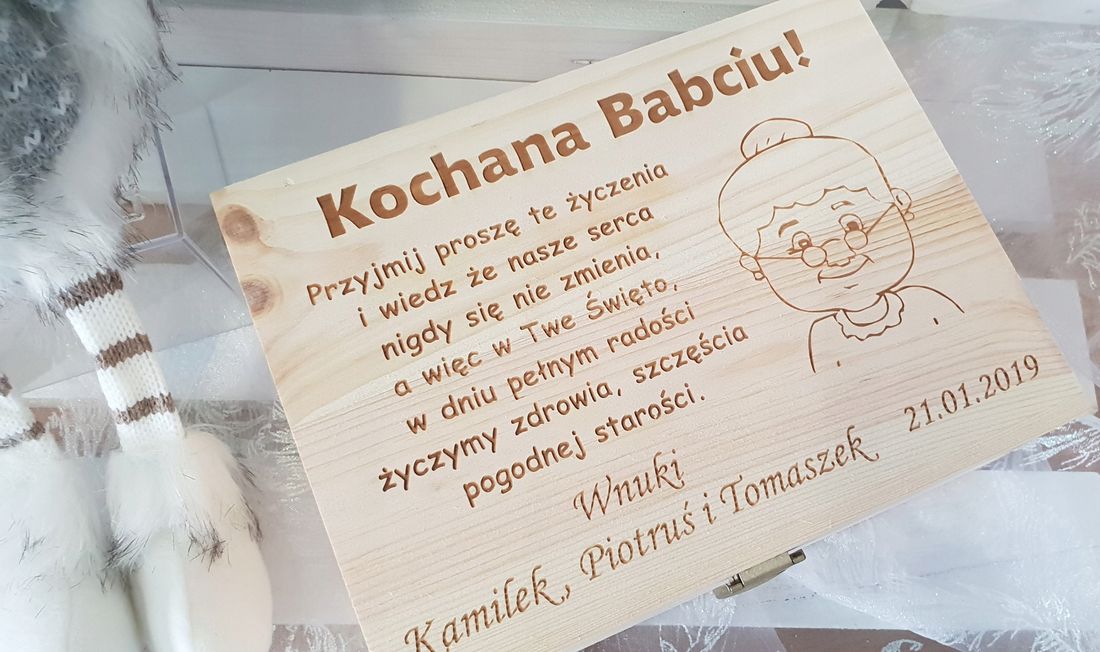 Kochana Babciu!
Przyjmij proszę te życzenia
i wiedz że nasze serca
nigdy się nie zmienia,
a więc w Twe Święto,
w dniu pełnym radości
życzymy zdrowia, szczęścia
pogodnej starości.
Wnuki
Kamilek, Piotruś i Tomaszek
21.01.2019